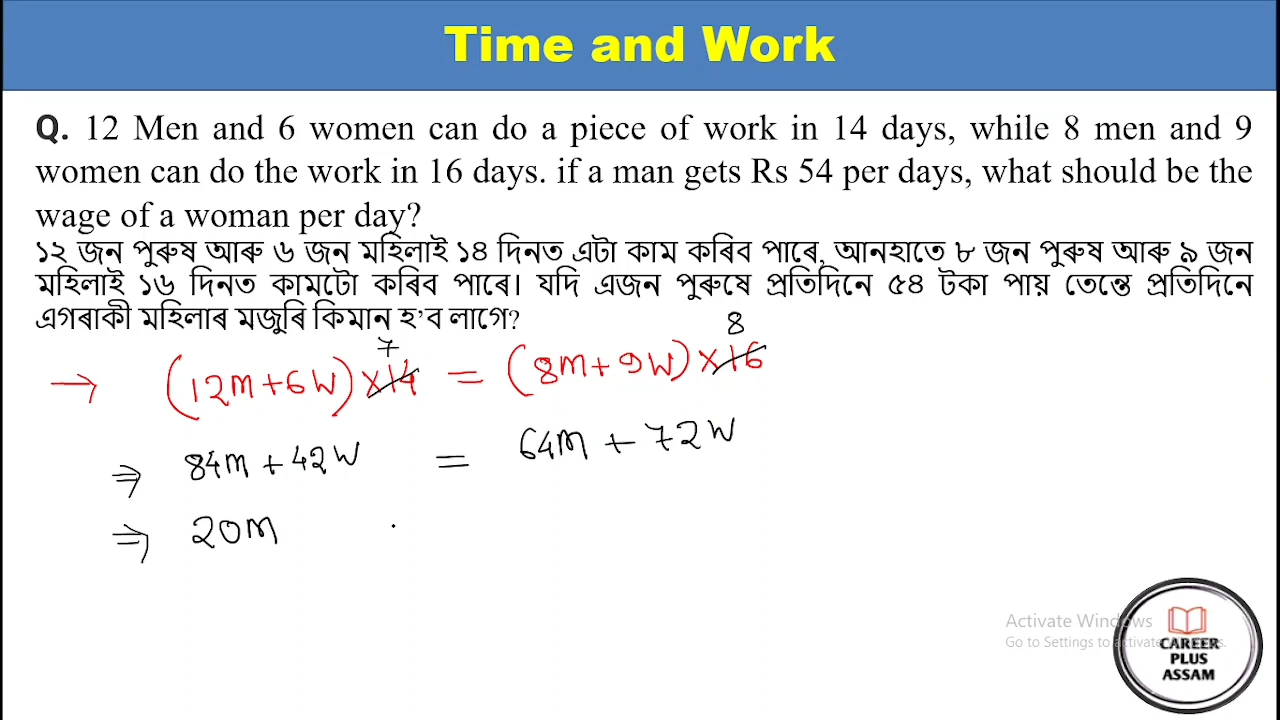 Time and Work
Q. 12 Men and 6 women can do a piece of work in 14 days, while 8 men and 9
women can do the work in 16 days. if a man gets Rs 54 per days, what should be the
wage of a woman per day?
১২ জন পুৰুষ আৰু ৬ জন মহিলাই ১৪ দিনত এটা কাম কৰিব পাৰে, আনহাতে ৮ জন পুৰুষ আৰু ৯ জন
মহিলাই ১৬ দিনত কামটো কৰিব পাৰে। যদি এজন পুৰুষে প্ৰতিদিনে ৫৪ টকা পায় তেন্তে প্ৰতিদিনে
এগৰাকী মহিলাৰ মজুৰি কিমান হ’ব লাগে?
7 8
→ (12M+6W)×14 = (8M+9W)×16
⇒ 84M+42W = 64M+72W
⇒ 20M
Activate Windows
Go to Settings to activate Windows.
CAREER
PLUS
ASSAM